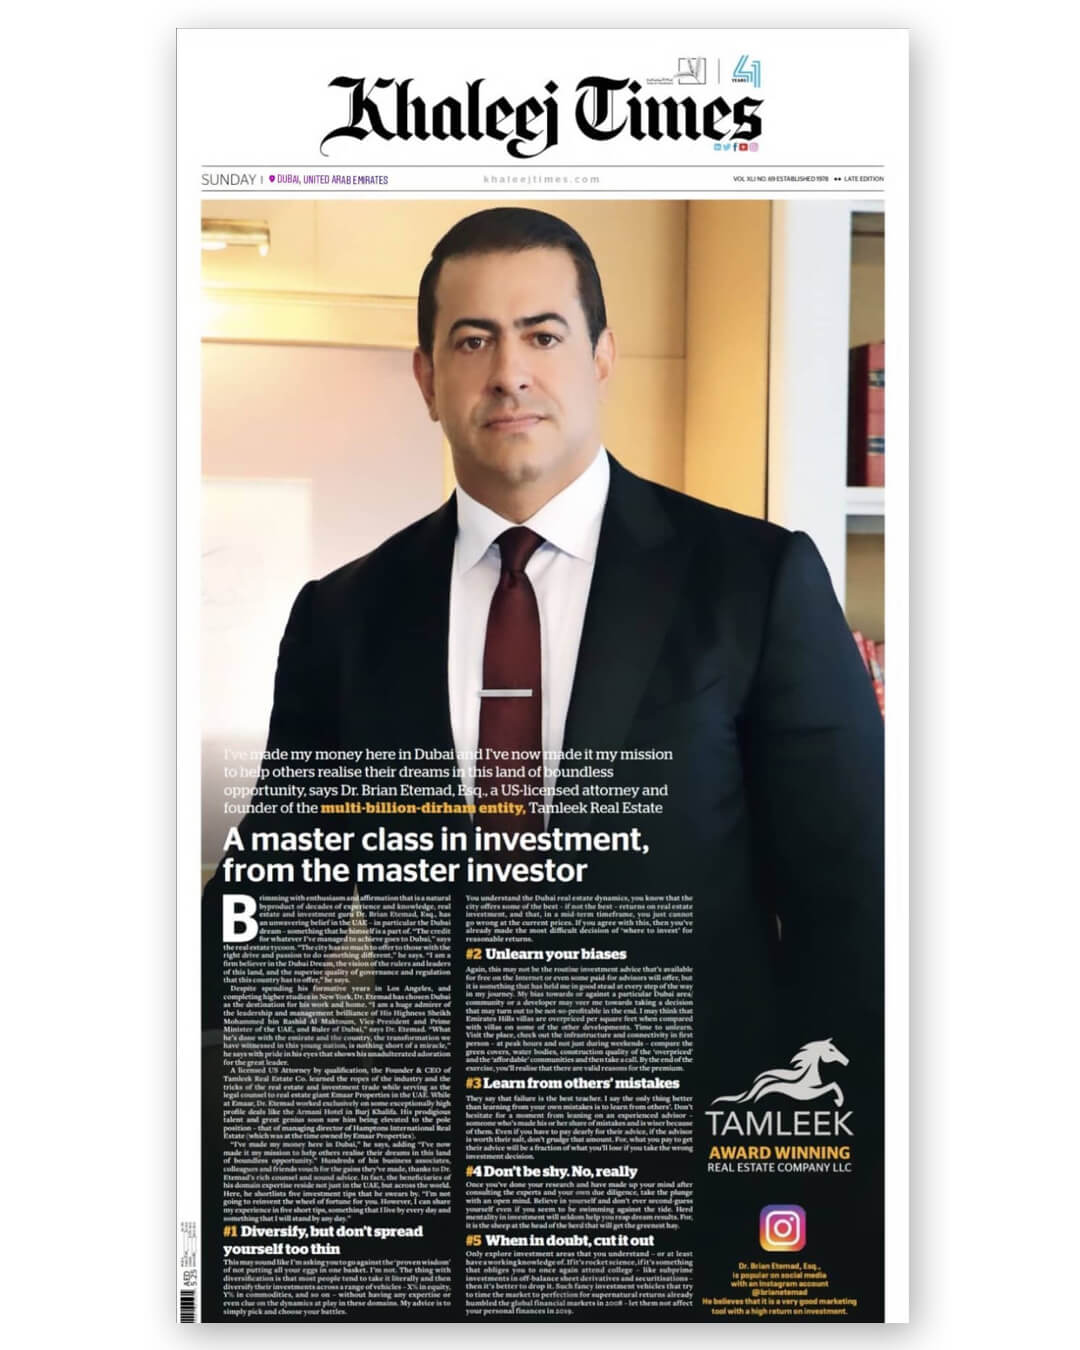 Khaleej Times
41
YEARS
SUNDAY | DUBAI, UNITED ARAB EMIRATES
khaleejtimes.com
VOL XLI NO. 69 ESTABLISHED 1978 •• LATE EDITION
I've made my money here in Dubai and I've now made it my mission
to help others realise their dreams in this land of boundless
opportunity, says Dr. Brian Etemad, Esq., a US-licensed attorney and
founder of the multi-billion-dirham entity, Tamleek Real Estate
A master class in investment,
from the master investor
Brimming with enthusiasm and affirmation that is a natural
byproduct of decades of experience and knowledge, real
estate and investment guru Dr. Brian Etemad, Esq., has
an unwavering belief in the UAE – in particular the Dubai
dream – something that he himself is a part of. “The credit
for whatever I've managed to achieve goes to Dubai,” says
the real estate tycoon. “The city has so much to offer to those with the
right drive and passion to do something different,” he says. “I am a
firm believer in the Dubai Dream, the vision of the rulers and leaders
of this land, and the superior quality of governance and regulation
that this country has to offer,” he says.
Despite spending his formative years in Los Angeles, and
completing higher studies in New York, Dr. Etemad has chosen Dubai
as the destination for his work and home. “I am a huge admirer of
the leadership and management brilliance of His Highness Sheikh
Mohammed bin Rashid Al Maktoum, Vice-President and Prime
Minister of the UAE, and Ruler of Dubai,” says Dr. Etemad. “What
he's done with the emirate and the country, the transformation we
have witnessed in this young nation, is nothing short of a miracle,”
he says with pride in his eyes that shows his unadulterated adoration
for the great leader.
A licensed US Attorney by qualification, the Founder & CEO of
Tamleek Real Estate Co. learned the ropes of the industry and the
tricks of the real estate and investment trade while serving as the
legal counsel to real estate giant Emaar Properties in the UAE. While
at Emaar, Dr. Etemad worked exclusively on some exceptionally high
profile deals like the Armani Hotel in Burj Khalifa. His prodigious
talent and great genius soon saw him being elevated to the pole
position – that of managing director of Hamptons International Real
Estate (which was at the time owned by Emaar Properties).
“I've made my money here in Dubai,” he says, adding “I've now
made it my mission to help others realise their dreams in this land
of boundless opportunity.” Hundreds of his business associates,
colleagues and friends vouch for the gains they've made, thanks to Dr.
Etemad's rich counsel and sound advice. In fact, the beneficiaries of
his domain expertise reside not just in the UAE, but across the world.
Here, he shortlists five investment tips that he swears by. “I'm not
going to reinvent the wheel of fortune for you. However, I can share
my experience in five short tips, something that I live by every day and
something that I will stand by any day.”
#1 Diversify, but don't spread
yourself too thin
This may sound like I'm asking you to go against the ‘proven wisdom’
of not putting all your eggs in one basket. I'm not. The thing with
diversification is that most people tend to take it literally and then
diversify their investments across a range of vehicles – X% in equity,
Y% in commodities, and so on – without having any expertise or
even clue on the dynamics at play in these domains. My advice is to
simply pick and choose your battles.
You understand the Dubai real estate dynamics, you know that the
city offers some of the best - if not the best - returns on real estate
investment, and that, in a mid-term timeframe, you just cannot
go wrong at the current prices. If you agree with this, then you've
already made the most difficult decision of ‘where to invest’ for
reasonable returns.
#2 Unlearn your biases
Again, this may not be the routine investment advice that's available
for free on the Internet or even some paid-for advisors will offer, but
it is something that has held me in good stead at every step of the way
in my journey. My bias towards or against a particular Dubai area/
community or a developer may veer me towards taking a decision
that may turn out to be not-so-profitable in the end. I may think that
Emirates Hills villas are overpriced per square feet when compared
with villas on some of the other developments. Time to unlearn.
Visit the place, check out the infrastructure and connectivity in first
person - at peak hours and not just during weekends – compare the
green covers, water bodies, construction quality of the ‘overpriced’
and the ‘affordable’ communities and then take a call. By the end of the
exercise, you'll realise that there are valid reasons for the premium.
#3 Learn from others' mistakes
They say that failure is the best teacher. I say the only thing better
than learning from your own mistakes is to learn from others'. Don't
hesitate for a moment from leaning on an experienced advisor –
someone who's made his or her share of mistakes and is wiser because
of them. Even if you have to pay dearly for their advice, if the advisor
is worth their salt, don't grudge that amount. For, what you pay to get
their advice will be a fraction of what you'll lose if you take the wrong
investment decision.
#4 Don't be shy. No, really
Once you've done your research and have made up your mind after
consulting the experts and your own due diligence, take the plunge
with an open mind. Believe in yourself and don't ever second guess
yourself even if you seem to be swimming against the tide. Herd
mentality in investment will seldom help you reap dream results. For,
it is the sheep at the head of the herd that will get the greenest hay.
#5 When in doubt, cut it out
Only explore investment areas that you understand – or at least
have a working knowledge of. If it's rocket science, if it's something
that obliges you to once again attend college – like subprime
investments in off-balance sheet derivatives and securitisations –
then it's better to drop it. Such fancy investment vehicles that try
to time the market to perfection for supernatural returns already
humbled the global financial markets in 2008 – let them not affect
your personal finances in 2019.
TAMLEEK
AWARD WINNING
REAL ESTATE COMPANY LLC
Dr. Brian Etemad, Esq.,
is popular on social media
with an Instagram account
@brianetemad
He believes that it is a very good marketing
tool with a high return on investment.
AED
5.25